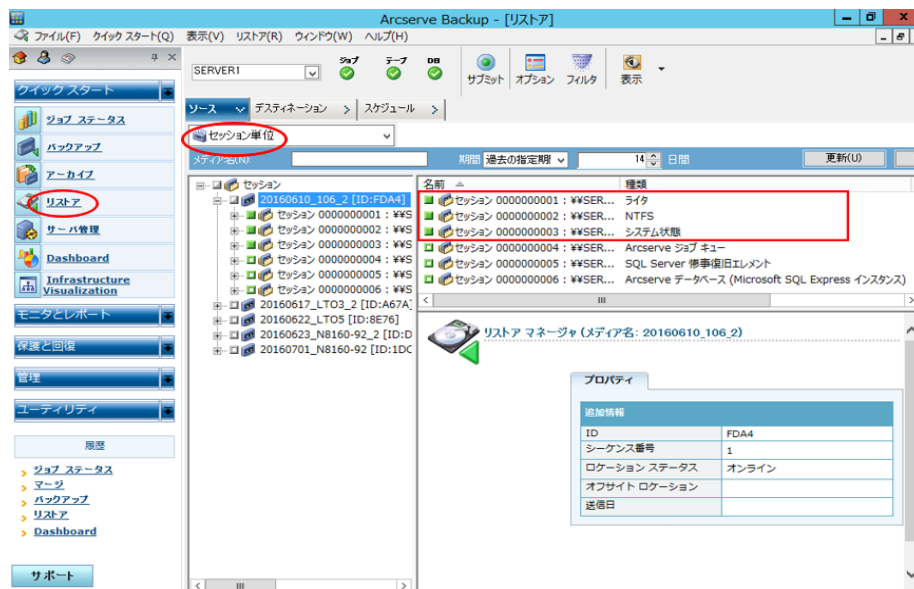 Arcserve Backup - [リストア]
ファイル(F) クイック スタート(Q) 表示(V) リストア(R) ウィンドウ(W) ヘルプ(H)
SERVER1
ジョブ テープ DB
サブミット オプション フィルタ 表示
クイック スタート
ジョブ ステータス
バックアップ
アーカイブ
リストア
サーバ管理
Dashboard
Infrastructure
Visualization
モニタとレポート
保護と回復
管理
ユーティリティ
履歴
ジョブ ステータス
マージ
バックアップ
リストア
Dashboard
サポート
ソース デスティネーション > スケジュール >
セッション単位
メディア名(N): 期間 過去の指定期 14 日間 更新(U)
セッション
20160610_106_2 [ID:FDA4]
セッション 0000000001 : ¥¥S
セッション 0000000002 : ¥¥S
セッション 0000000003 : ¥¥S
セッション 0000000004 : ¥¥S
セッション 0000000005 : ¥¥S
セッション 0000000006 : ¥¥S
20160617_LTO3_2 [ID:A67A]
20160622_LTO5 [ID:8E76]
20160623_N8160-92_2 [ID:D
20160701_N8160-92 [ID:1DC
名前 種類
セッション 0000000001 : ¥¥SER... ライタ
セッション 0000000002 : ¥¥SER... NTFS
セッション 0000000003 : ¥¥SER... システム状態
セッション 0000000004 : ¥¥SER... Arcserve ジョブ キュー
セッション 0000000005 : ¥¥SER... SQL Server 惨事復旧エレメント
セッション 0000000006 : ¥¥SER... Arcserve データベース (Microsoft SQL Express インスタンス)
リストア マネージャ (メディア名: 20160610_106_2)
プロパティ
追加情報
ID FDA4
シーケンス番号 1
ロケーション ステータス オンライン
オフサイト ロケーション
送信日